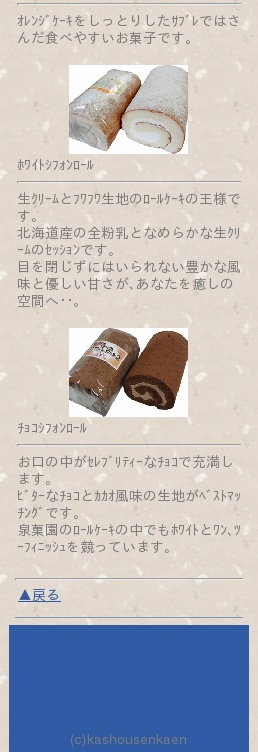 ｵﾚﾝｼﾞｹｰｷをしっとりしたｻﾌﾞﾚではさ
んだ食べやすいお菓子です。
ﾎﾜｲﾄｼﾌｫﾝﾛｰﾙ
生ｸﾘｰﾑとﾌﾜﾌﾜ生地のﾛｰﾙｹｰｷの王様で
す。
北海道産の全粉乳となめらかな生ｸﾘ
ｰﾑのｾｯｼｮﾝです。
目を閉じずにはいられない豊かな風
味と優しい甘さが､あなたを癒しの
空間へ･･｡
ﾁｮｺｼﾌｫﾝﾛｰﾙ
お口の中がｾﾚﾌﾞﾘﾃｨｰなﾁｮｺで充満し
ます。
ﾋﾞﾀｰなﾁｮｺとｶｶｵ風味の生地がﾍﾞｽﾄﾏｯ
ﾁﾝｸﾞです。
泉菓園のﾛｰﾙｹｰｷの中でもﾎﾜｲﾄとﾜﾝ､ﾂ
ｰﾌｨﾆｯｼｭを競っています。
▲戻る
(c)kashousenkaen